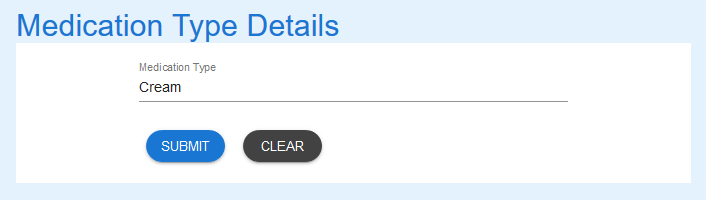 Medication Type Details
Medication Type
Cream
SUBMIT CLEAR